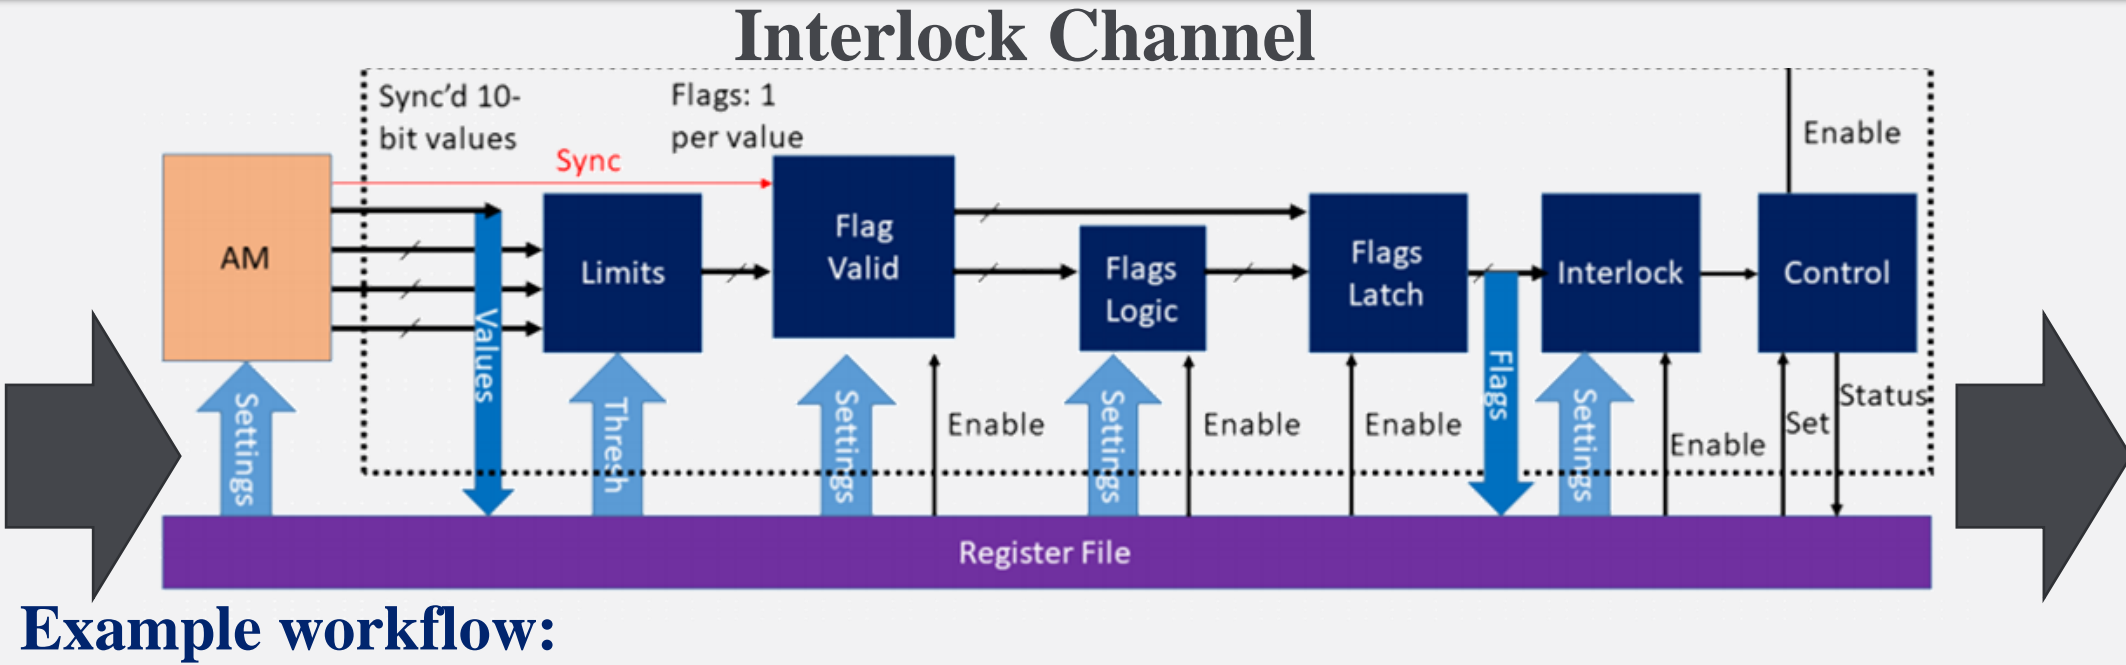 Interlock Channel
Sync'd 10-
bit values
Flags: 1
per value
Sync
Enable
AM
Limits
Flag
Valid
Flags
Logic
Flags
Latch
Interlock
Control
Values
Flags
Settings
Thresh
Settings
Enable
Settings
Enable
Enable
Settings
Enable
Set
Status
Register File
Example workflow: